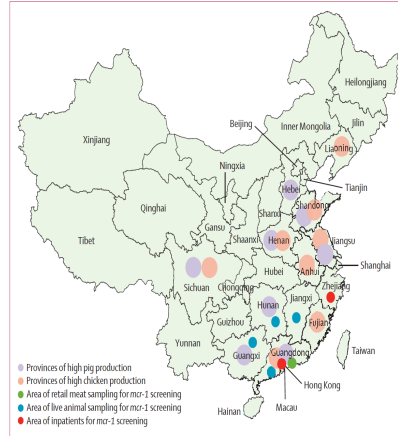 Heilongjiang
Jilin
Beijing
Inner Mongolia
Xinjiang
Liaoning
Ningxia
Hebei
Tianjin
Shanxi
Shandong
Qinghai
Gansu
Shaanxi
Henan
Jiangsu
Tibet
Shanghai
Hubei
Anhui
Sichuan
Chongqing
Zhejiang
Hunan
Jiangxi
Guizhou
Fujian
Yunnan
Guangxi
Guangdong
Taiwan
Hong Kong
Macau
Hainan
Provinces of high pig production
Provinces of high chicken production
Area of retail meat sampling for mcr-1 screening
Area of live animal sampling for mcr-1 screening
Area of inpatients for mcr-1 screening